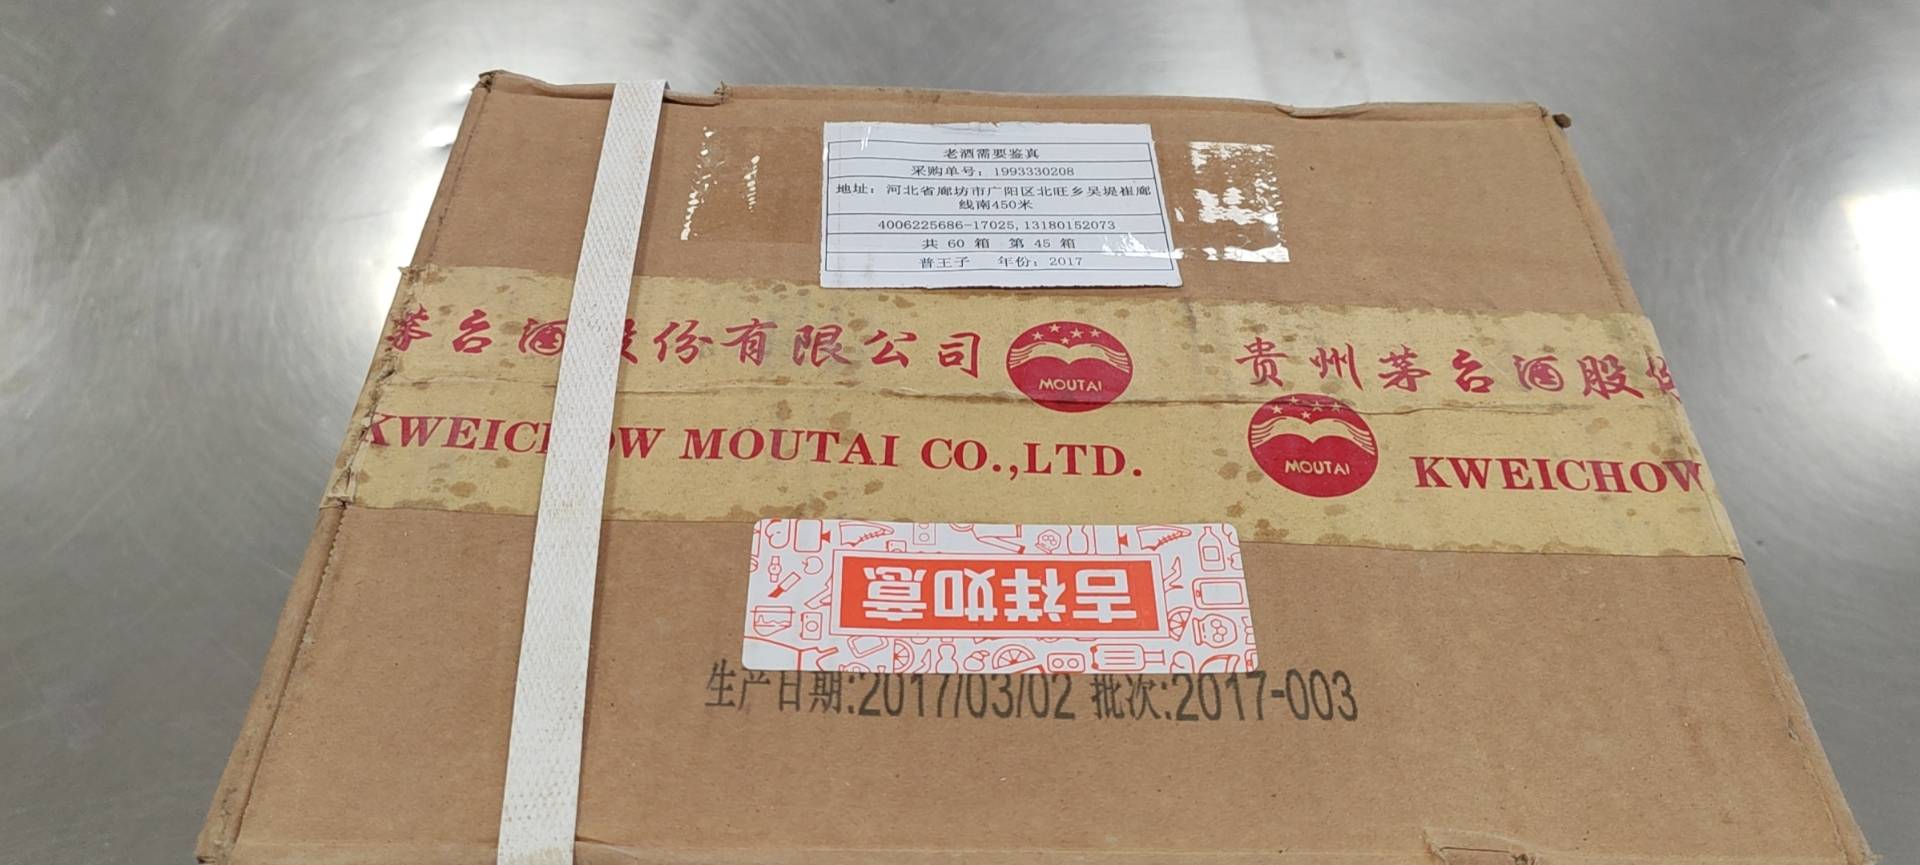 老酒需要鉴真
采购单号：1993330208
地址：河北省廊坊市广阳区北旺乡吴堤崔廊
线南450米
4006225686-17025,13180152073
共 60 箱 第 45 箱
普王子 年份：2017
茅台酒股份有限公司 MOUTAI 贵州茅台酒股份
KWEICHOW MOUTAI CO.,LTD. MOUTAI KWEICHOW
吉祥如意
生产日期:2017/03/02 批次:2017-003